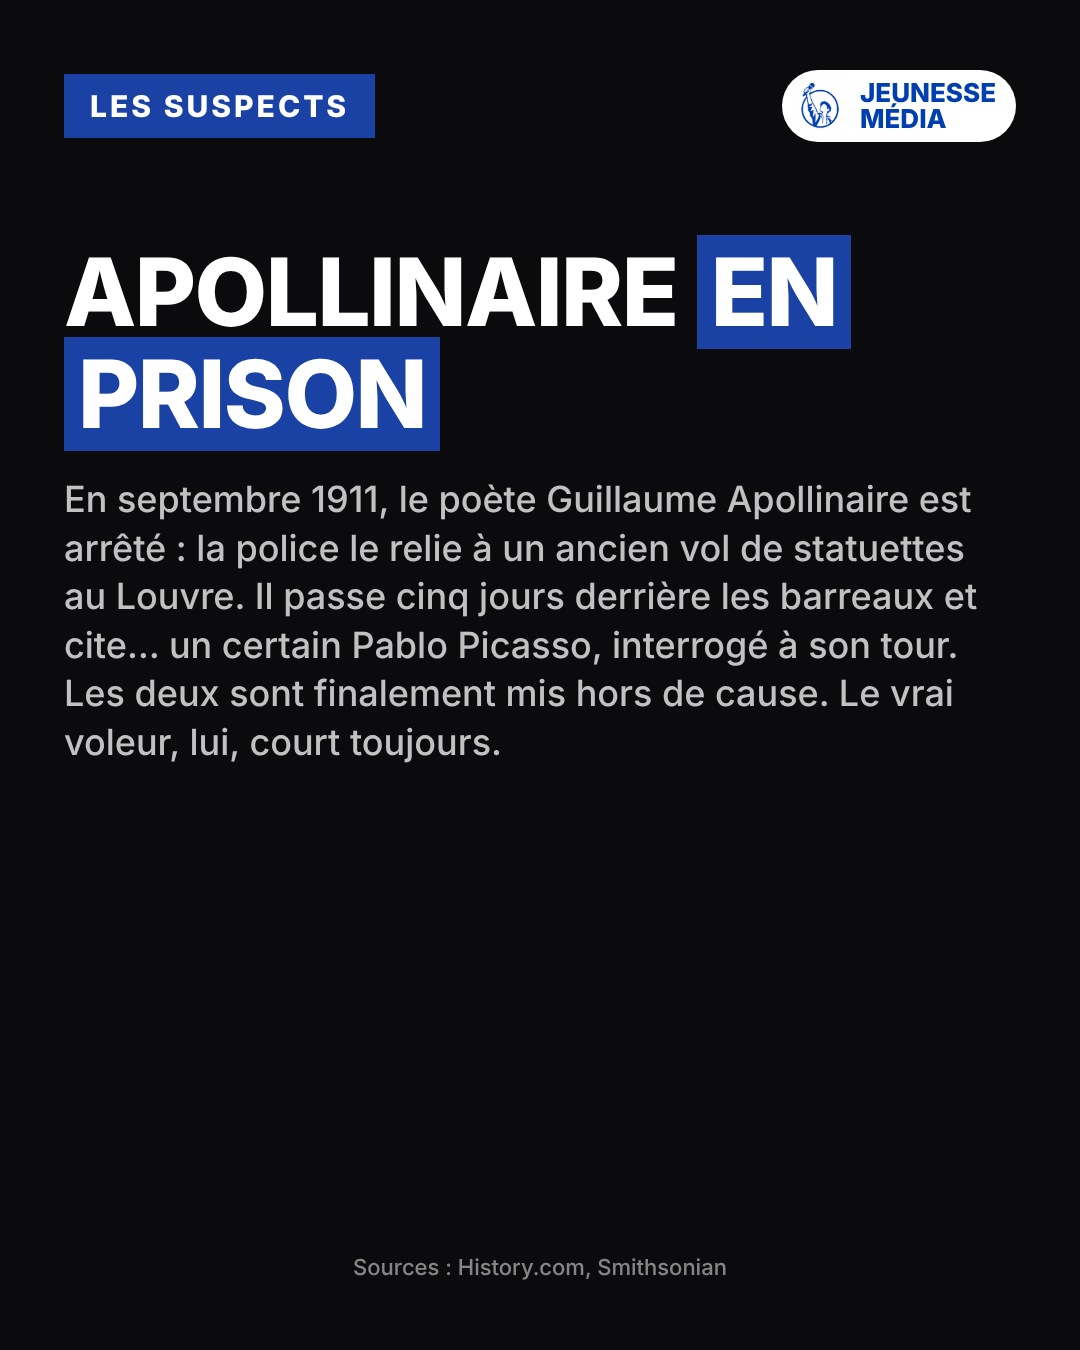 LES SUSPECTS
JEUNESSE
MÉDIA
APOLLINAIRE EN
PRISON
En septembre 1911, le poète Guillaume Apollinaire est
arrêté : la police le relie à un ancien vol de statuettes
au Louvre. Il passe cinq jours derrière les barreaux et
cite... un certain Pablo Picasso, interrogé à son tour.
Les deux sont finalement mis hors de cause. Le vrai
voleur, lui, court toujours.
Sources : History.com, Smithsonian